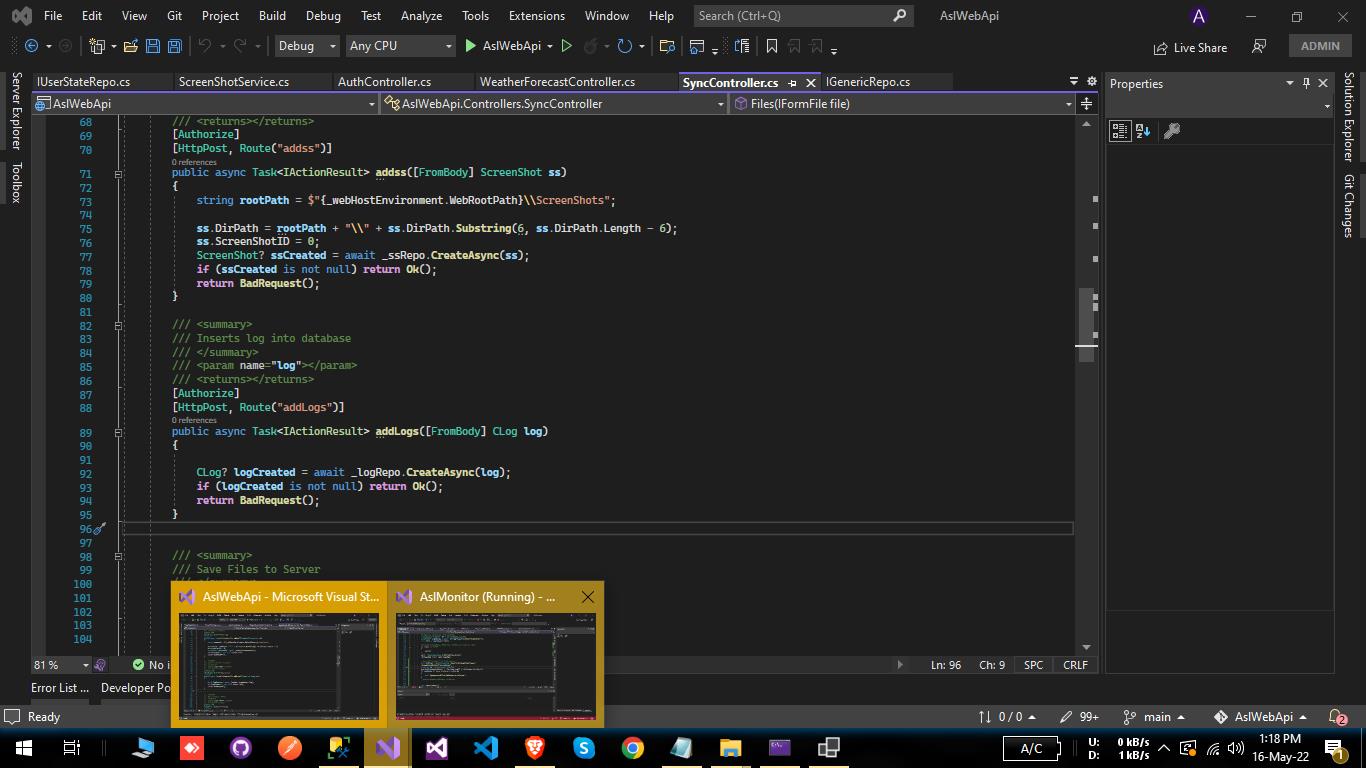 File Edit View Git Project Build Debug Test Analyze Tools Extensions Window Help Search (Ctrl+Q) AslWebApi A
Debug Any CPU AslWebApi Live Share ADMIN
IUserStateRepo.cs ScreenShotService.cs AuthController.cs WeatherForecastController.cs SyncController.cs IGenericRepo.cs Properties
Server Explorer
Toolbox
Solution Explorer
Git Changes
AslWebApi AslWebApi.Controllers.SyncController Files(IFormFile file)
68 /// <returns></returns>
69 [Authorize]
70 [HttpPost, Route("addss")]
0 references
71 public async Task<IActionResult> addss([FromBody] ScreenShot ss)
72 {
73 string rootPath = $"{_webHostEnvironment.WebRootPath}\\ScreenShots";
74
75 ss.DirPath = rootPath + "\\" + ss.DirPath.Substring(6, ss.DirPath.Length - 6);
76 ss.ScreenShotID = 0;
77 ScreenShot? ssCreated = await _ssRepo.CreateAsync(ss);
78 if (ssCreated is not null) return Ok();
79 return BadRequest();
80 }
81
82 /// <summary>
83 /// Inserts log into database
84 /// </summary>
85 /// <param name="log"></param>
86 /// <returns></returns>
87 [Authorize]
88 [HttpPost, Route("addLogs")]
0 references
89 public async Task<IActionResult> addLogs([FromBody] CLog log)
90 {
91
92 CLog? logCreated = await _logRepo.CreateAsync(log);
93 if (logCreated is not null) return Ok();
94 return BadRequest();
95 }
96
97
98 /// <summary>
99 /// Save Files to Server
100
101
102
103
104
AslWebApi - Microsoft Visual St... AslMonitor (Running) - ...
81 % No i Ln: 96 Ch: 9 SPC CRLF
Error List ... Developer Po
Ready 0 / 0 99+ main AslWebApi 2
A/C U: 0 kB/s
D: 1 kB/s
1:18 PM
16-May-22
1